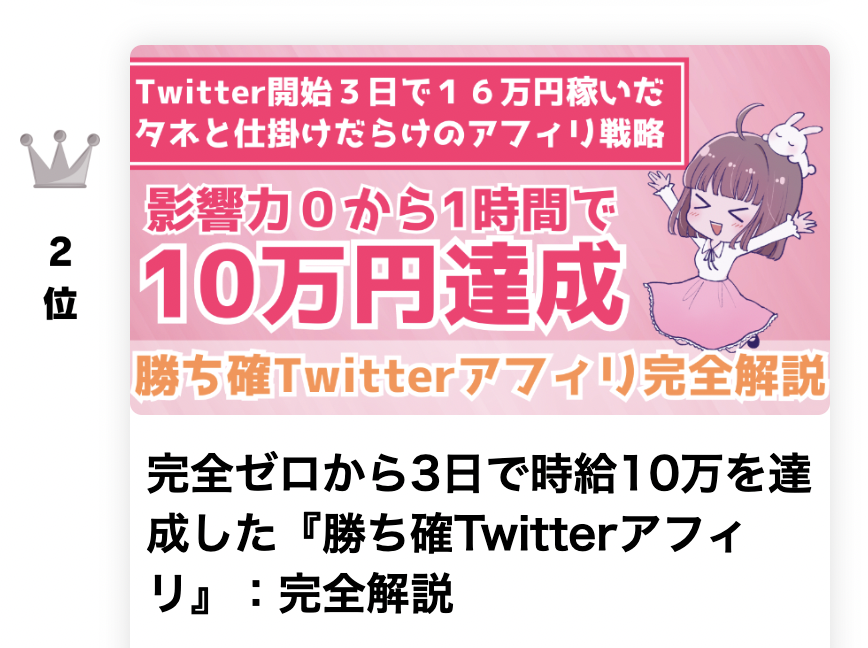 2
位
Twitter開始３日で１６万円稼いだ
タネと仕掛けだらけのアフィリ戦略
影響力０から1時間で
10万円達成
勝ち確Twitterアフィリ完全解説
完全ゼロから3日で時給10万を達
成した『勝ち確Twitterアフィ
リ』：完全解説